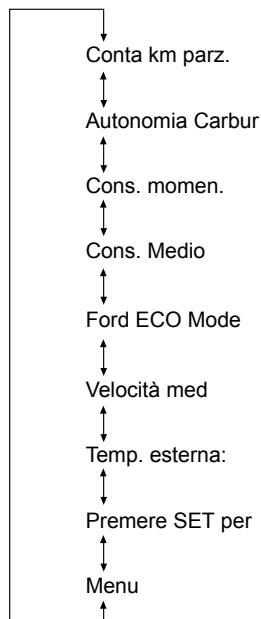 Conta km parz.
Autonomia Carbur
Cons. momen.
Cons. Medio
Ford ECO Mode
Velocità med
Temp. esterna:
Premere SET per
Menu